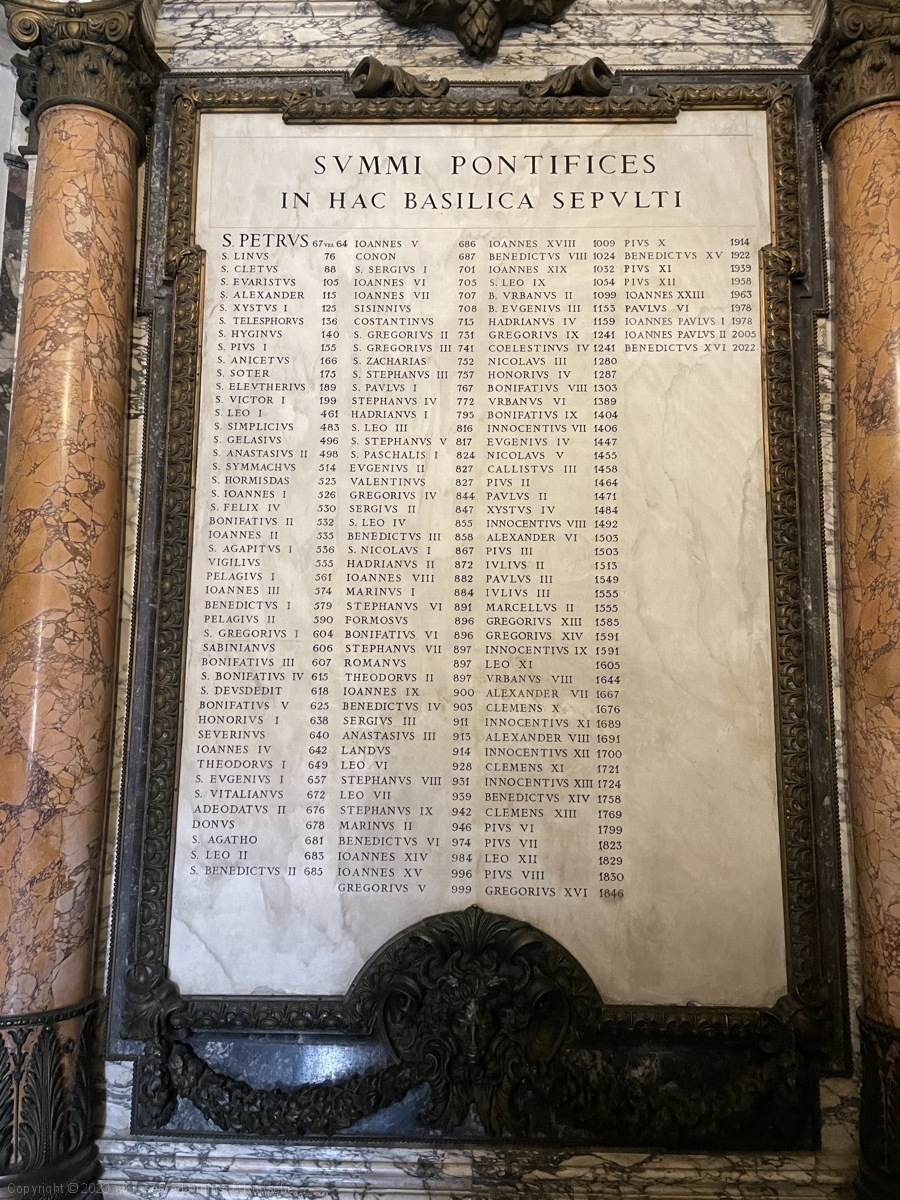 SVMMI PONTIFICES
IN HAC BASILICA SEPVLTI
S. PETRVS 67 VEL 64
S. LINVS 76
S. CLETVS 88
S. EVARISTVS 105
S. ALEXANDER 115
S. XYSTVS I 125
S. TELESPHORVS 136
S. HYGINVS 140
S. PIVS I 155
S. ANICETVS 166
S. SOTER 175
S. ELEVTHERIVS 189
S. VICTOR I 199
S. LEO I 461
S. SIMPLICIVS 483
S. GELASIVS 496
S. ANASTASIVS II 498
S. SYMMACHVS 514
S. HORMISDAS 523
S. IOANNES I 526
S. FELIX IV 530
BONIFATIVS II 532
IOANNES II 535
S. AGAPITVS I 536
VIGILIVS 555
PELAGIVS I 561
IOANNES III 574
BENEDICTVS I 579
PELAGIVS II 590
S. GREGORIVS I 604
SABINIANVS 606
BONIFATIVS III 607
S. BONIFATIVS IV 615
S. DEVSDEDIT 618
BONIFATIVS V 625
HONORIVS I 638
SEVERINVS 640
IOANNES IV 642
THEODORVS I 649
S. EVGENIVS I 657
S. VITALIANVS 672
ADEODATVS II 676
DONVS 678
S. AGATHO 681
S. LEO II 683
S. BENEDICTVS II 685
IOANNES V 686
CONON 687
S. SERGIVS I 701
IOANNES VI 705
IOANNES VII 707
SISINNIVS 708
COSTANTINVS 715
S. GREGORIVS II 731
S. GREGORIVS III 741
S. ZACHARIAS 752
S. STEPHANVS III 757
S. PAVLVS I 767
STEPHANVS IV 772
HADRIANVS I 795
S. LEO III 816
S. STEPHANVS V 817
S. PASCHALIS I 824
EVGENIVS II 827
VALENTINVS 827
GREGORIVS IV 844
SERGIVS II 847
S. LEO IV 855
BENEDICTVS III 858
S. NICOLAVS I 867
HADRIANVS II 872
IOANNES VIII 882
MARINVS I 884
STEPHANVS VI 891
FORMOSVS 896
BONIFATIVS VI 896
STEPHANVS VII 897
ROMANVS 897
THEODORVS II 897
IOANNES IX 900
BENEDICTVS IV 903
SERGIVS III 911
ANASTASIVS III 913
LANDVS 914
LEO VI 928
STEPHANVS VIII 931
LEO VII 939
STEPHANVS IX 942
MARINVS II 946
BENEDICTVS VI 974
IOANNES XIV 984
IOANNES XV 996
GREGORIVS V 999
IOANNES XVIII 1009
BENEDICTVS VIII 1024
IOANNES XIX 1032
S. LEO IX 1054
B. VRBANVS II 1099
B. EVGENIVS III 1153
HADRIANVS IV 1159
GREGORIVS IX 1241
COELESTINVS IV 1241
NICOLAVS III 1280
HONORIVS IV 1287
BONIFATIVS VIII 1303
VRBANVS VI 1389
BONIFATIVS IX 1404
INNOCENTIVS VII 1406
EVGENIVS IV 1447
NICOLAVS V 1455
CALLISTVS III 1458
PIVS II 1464
PAVLVS II 1471
XYSTVS IV 1484
INNOCENTIVS VIII 1492
ALEXANDER VI 1503
PIVS III 1503
IVLIVS II 1513
PAVLVS III 1549
IVLIVS III 1555
MARCELLVS II 1555
GREGORIVS XIII 1585
GREGORIVS XIV 1591
INNOCENTIVS IX 1591
LEO XI 1605
VRBANVS VIII 1644
ALEXANDER VII 1667
CLEMENS X 1676
INNOCENTIVS XI 1689
ALEXANDER VIII 1691
INNOCENTIVS XII 1700
CLEMENS XI 1721
INNOCENTIVS XIII 1724
BENEDICTVS XIV 1758
CLEMENS XIII 1769
PIVS VI 1799
PIVS VII 1823
LEO XII 1829
PIVS VIII 1830
GREGORIVS XVI 1846
PIVS X 1914
BENEDICTVS XV 1922
PIVS XI 1939
PIVS XII 1958
IOANNES XXIII 1963
PAVLVS VI 1978
IOANNES PAVLVS I 1978
IOANNES PAVLVS II 2005
BENEDICTVS XVI 2022
Copyright ©